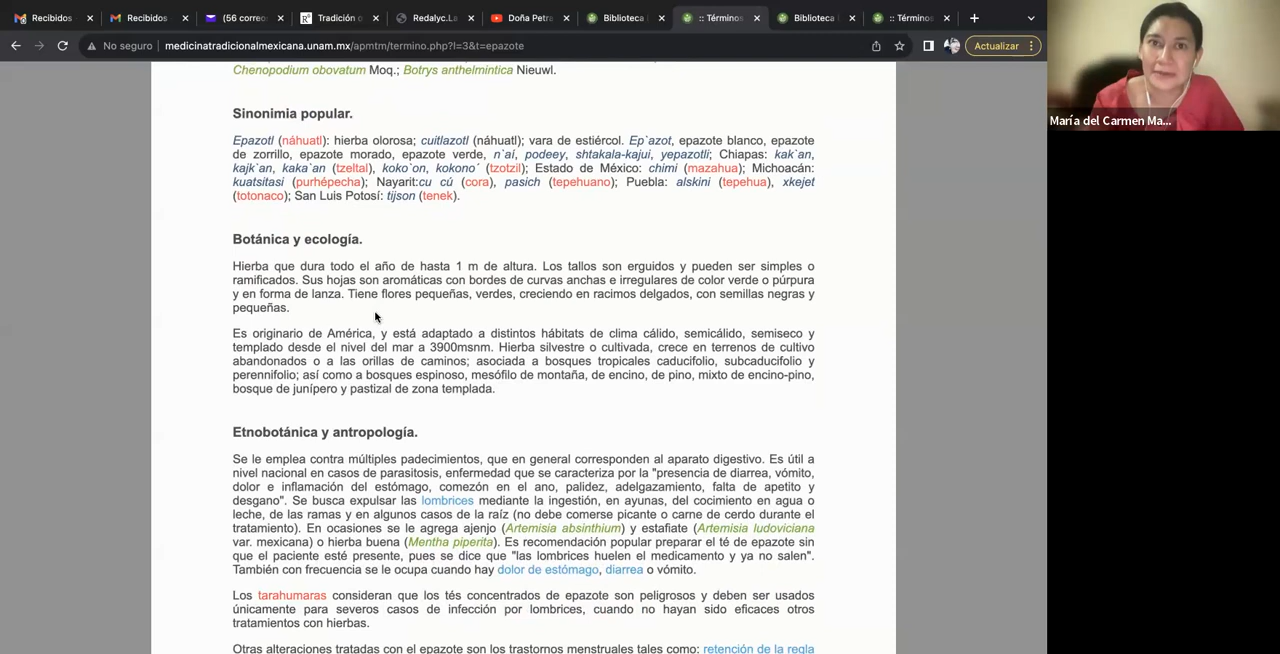 Recibidos
Recibidos
(56 correo
Tradición o
Redalyc.La
Doña Petra
Biblioteca
:: Términos
Biblioteca
:: Términos
No seguro medicinatradicionalmexicana.unam.mx/apmtm/termino.php?l=3&t=epazote
Actualizar
María del Carmen Ma...
Chenopodium obovatum Moq.; Botrys anthelmintica Nieuwl.
Sinonimia popular.
Epazotl (náhuatl): hierba olorosa; cuitlazotl (náhuatl); vara de estiércol. Ep`azot, epazote blanco, epazote
de zorrillo, epazote morado, epazote verde, n`ai, podeey, shtakala-kajui, yepazotli; Chiapas: kak`an,
kajk`an, kaka`an (tzeltal), koko`on, kokono´ (tzotzil); Estado de México: chimi (mazahua); Michoacán:
kuatsitasi (purhépecha); Nayarit:cu cú (cora), pasich (tepehuano); Puebla: alskini (tepehua), xkejet
(totonaco); San Luis Potosí: tijson (tenek).
Botánica y ecología.
Hierba que dura todo el año de hasta 1 m de altura. Los tallos son erguidos y pueden ser simples o
ramificados. Sus hojas son aromáticas con bordes de curvas anchas e irregulares de color verde o púrpura
y en forma de lanza. Tiene flores pequeñas, verdes, creciendo en racimos delgados, con semillas negras y
pequeñas.
Es originario de América, y está adaptado a distintos hábitats de clima cálido, semicálido, semiseco y
templado desde el nivel del mar a 3900msnm. Hierba silvestre o cultivada, crece en terrenos de cultivo
abandonados o a las orillas de caminos; asociada a bosques tropicales caducifolio, subcaducifolio y
perennifolio; así como a bosques espinoso, mesófilo de montaña, de encino, de pino, mixto de encino-pino,
bosque de junípero y pastizal de zona templada.
Etnobotánica y antropología.
Se le emplea contra múltiples padecimientos, que en general corresponden al aparato digestivo. Es útil a
nivel nacional en casos de parasitosis, enfermedad que se caracteriza por la "presencia de diarrea, vómito,
dolor e inflamación del estómago, comezón en el ano, palidez, adelgazamiento, falta de apetito y
desgano". Se busca expulsar las lombrices mediante la ingestión, en ayunas, del cocimiento en agua o
leche, de las ramas y en algunos casos de la raíz (no debe comerse picante o carne de cerdo durante el
tratamiento). En ocasiones se le agrega ajenjo (Artemisia absinthium) y estafiate (Artemisia ludoviciana
var. mexicana) o hierba buena (Mentha piperita). Es recomendación popular preparar el té de epazote sin
que el paciente esté presente, pues se dice que "las lombrices huelen el medicamento y ya no salen".
También con frecuencia se le ocupa cuando hay dolor de estómago, diarrea o vómito.
Los tarahumaras consideran que los tés concentrados de epazote son peligrosos y deben ser usados
únicamente para severos casos de infección por lombrices, cuando no hayan sido eficaces otros
tratamientos con hierbas.
Otras alteraciones tratadas con el epazote son los trastornos menstruales tales como: retención de la regla